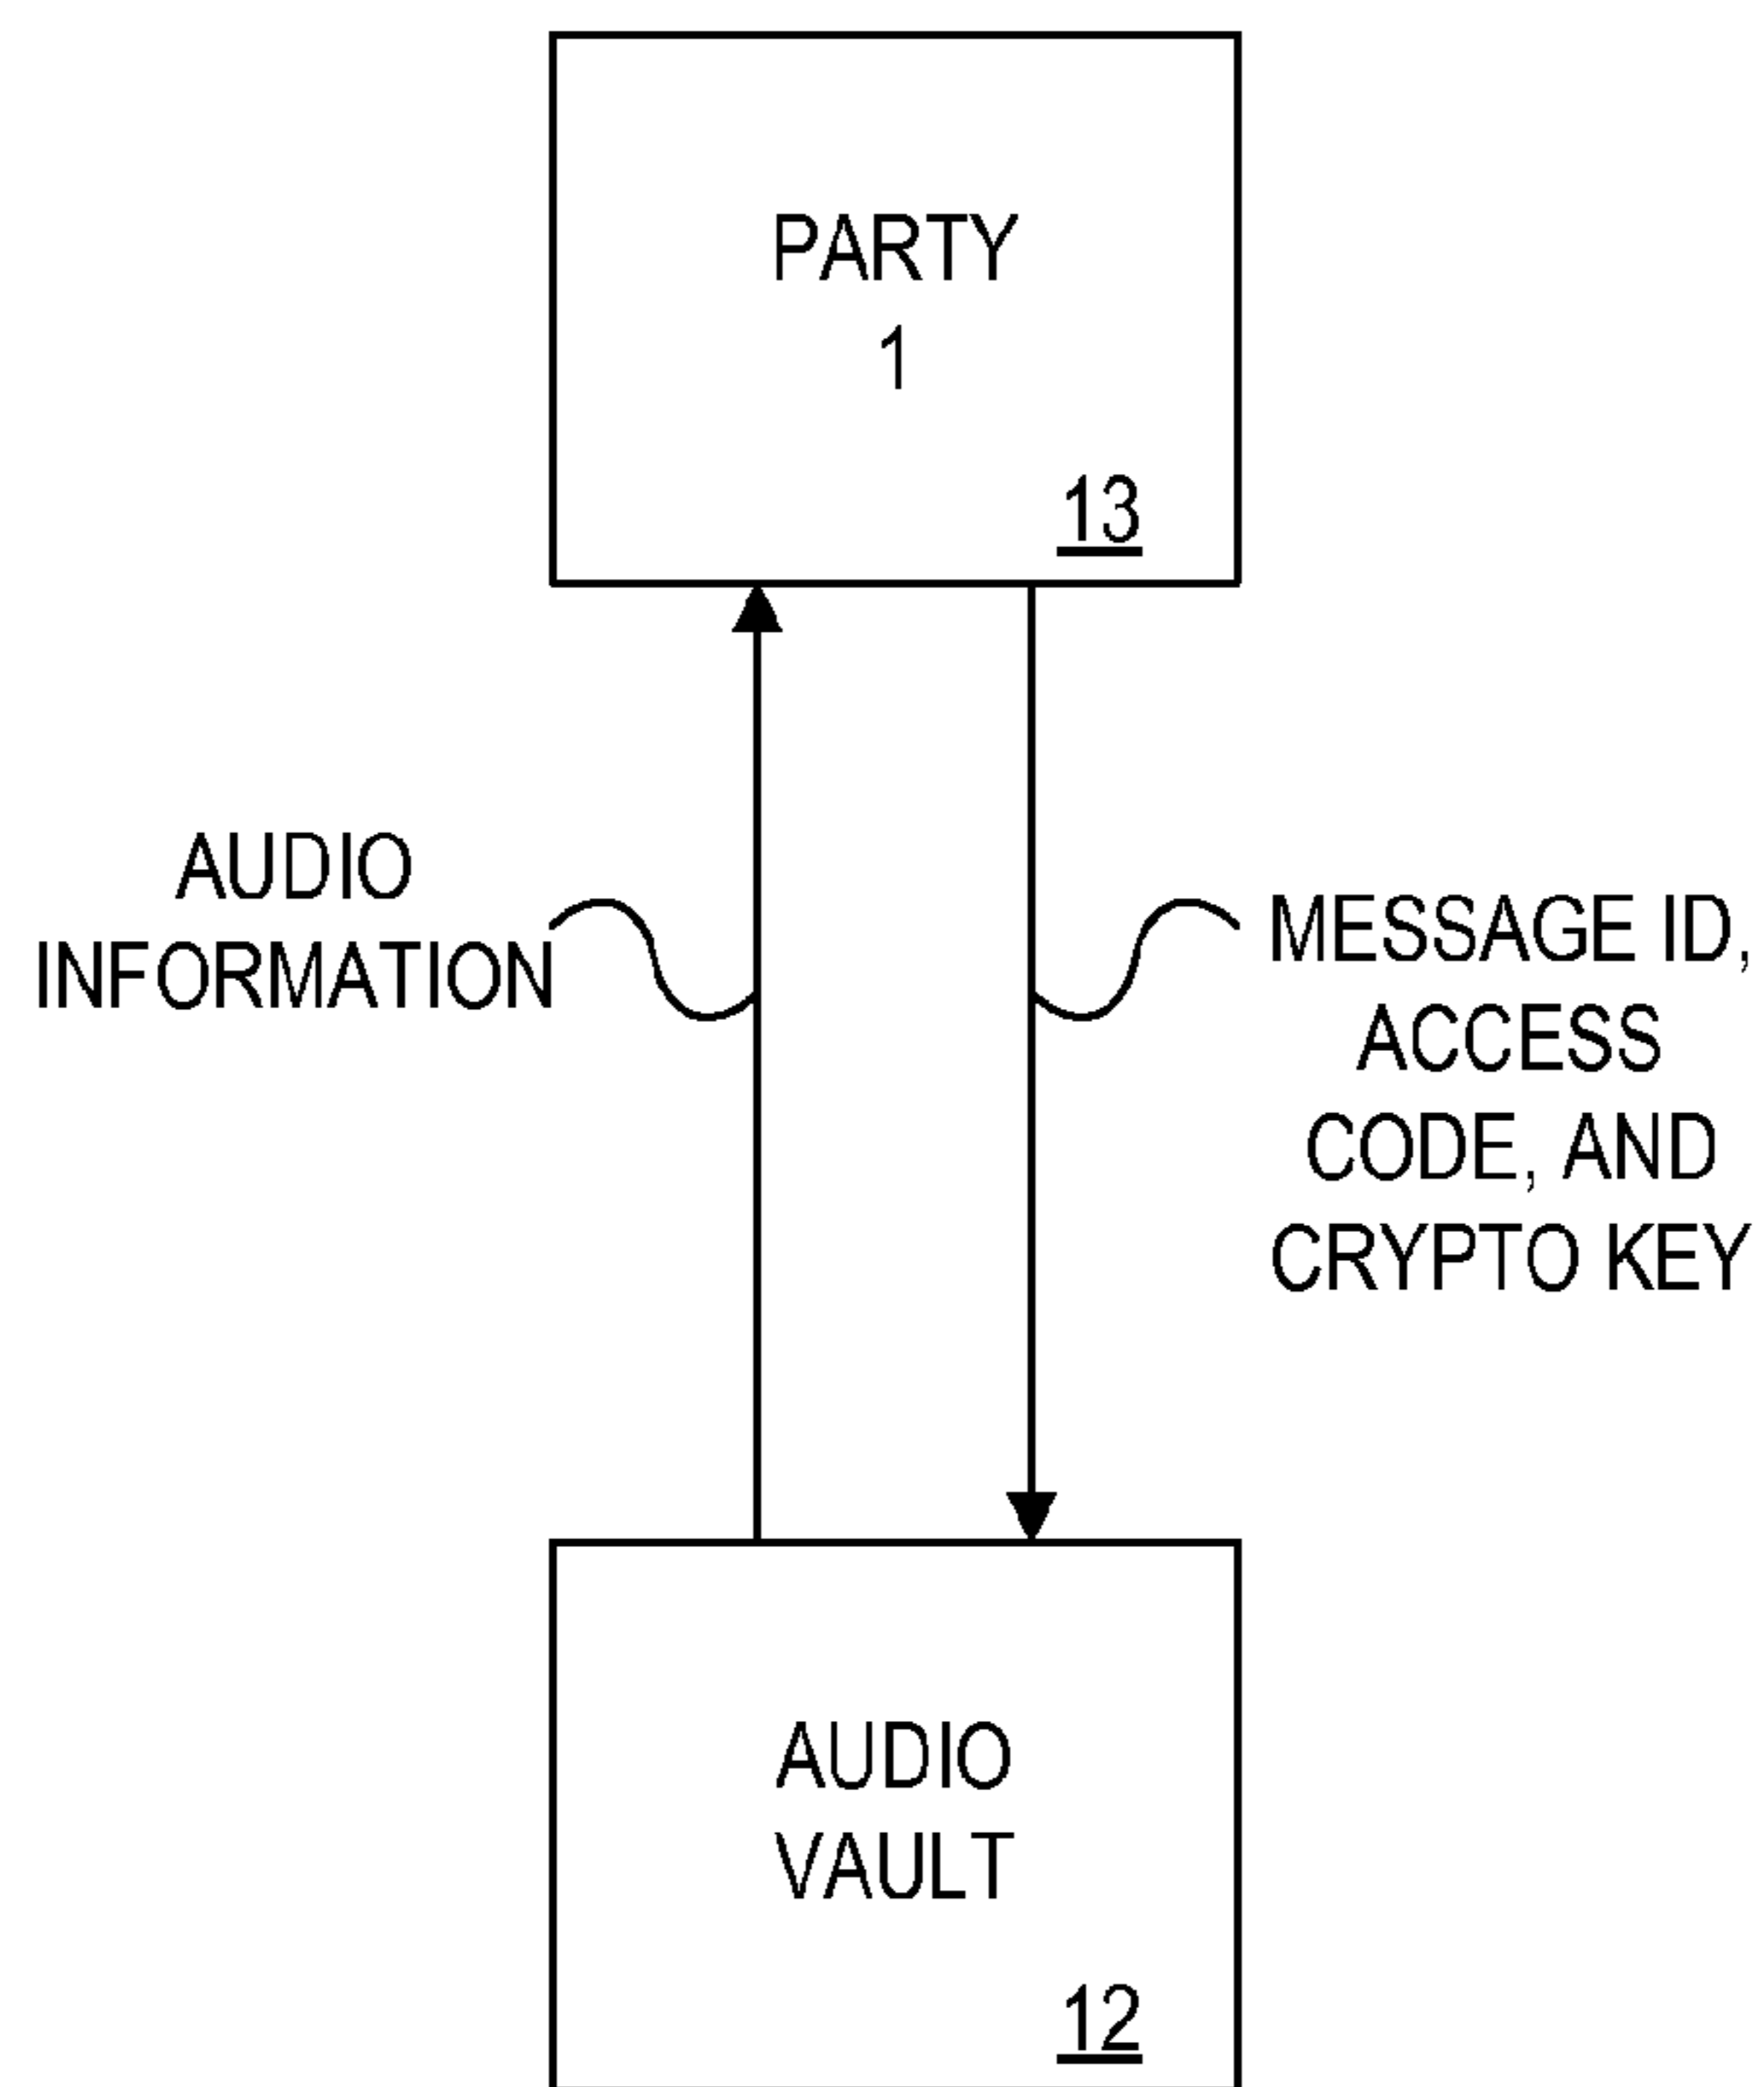 PARTY
1
13
AUDIO
INFORMATION
MESSAGE ID,
ACCESS
CODE, AND
CRYPTO KEY
AUDIO
VAULT
12